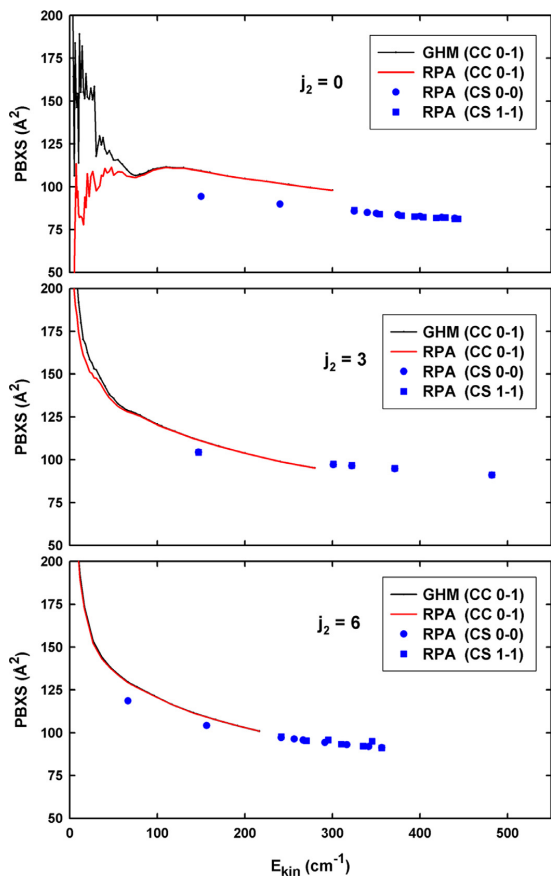 200
GHM (CC 0-1)
RPA (CC 0-1)
RPA (CS 0-0)
RPA (CS 1-1)
175
j₂ = 0
150
PBXS (Å²)
125
100
75
50
200
GHM (CC 0-1)
RPA (CC 0-1)
RPA (CS 0-0)
RPA (CS 1-1)
175
j₂ = 3
150
PBXS (Å²)
125
100
75
50
200
GHM (CC 0-1)
RPA (CC 0-1)
RPA (CS 0-0)
RPA (CS 1-1)
175
j₂ = 6
150
PBXS (Å²)
125
100
75
50
0 100 200 300 400 500
Eₖᵢₙ (cm⁻¹)